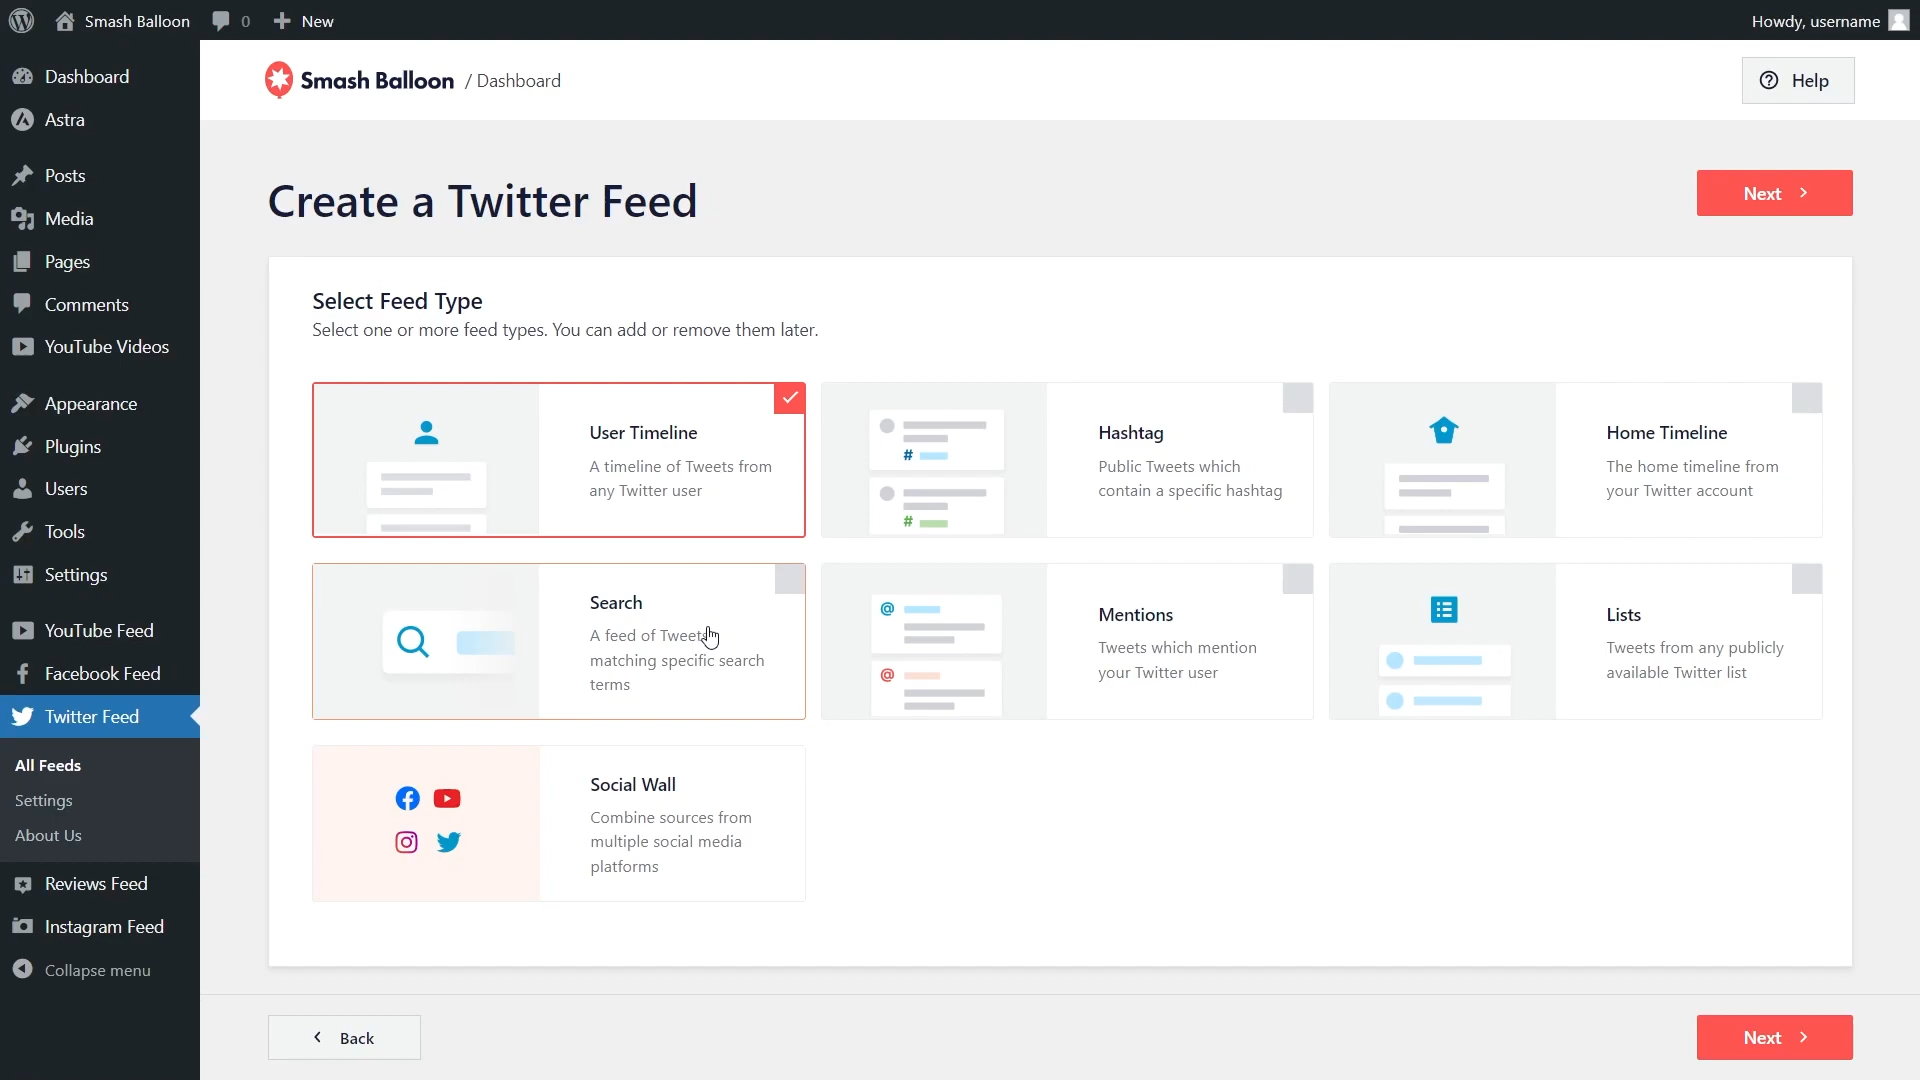 Smash Balloon
0
New
Howdy, username
Dashboard
Astra
Posts
Media
Pages
Comments
YouTube Videos
Appearance
Plugins
Users
Tools
Settings
YouTube Feed
Facebook Feed
Twitter Feed
All Feeds
Settings
About Us
Reviews Feed
Instagram Feed
Collapse menu
Smash Balloon / Dashboard
Help
Create a Twitter Feed
Next
Select Feed Type
Select one or more feed types. You can add or remove them later.
User Timeline
A timeline of Tweets from
any Twitter user
#
#
Hashtag
Public Tweets which
contain a specific hashtag
Home Timeline
The home timeline from
your Twitter account
Search
A feed of Tweets
matching specific search
terms
@
@
Mentions
Tweets which mention
your Twitter user
Lists
Tweets from any publicly
available Twitter list
Social Wall
Combine sources from
multiple social media
platforms
Back
Next